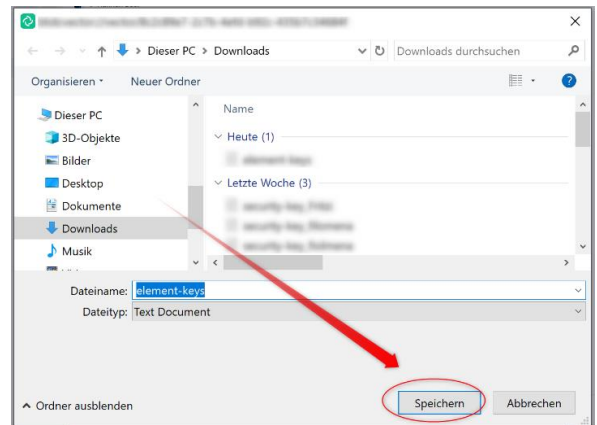 Dieser PC > Downloads
Downloads durchsuchen
Organisieren
Neuer Ordner
Dieser PC
3D-Objekte
Bilder
Desktop
Dokumente
Downloads
Musik
Name
Heute (1)
Letzte Woche (3)
Dateiname: element-keys
Dateityp: Text Document
Ordner ausblenden
Speichern
Abbrechen